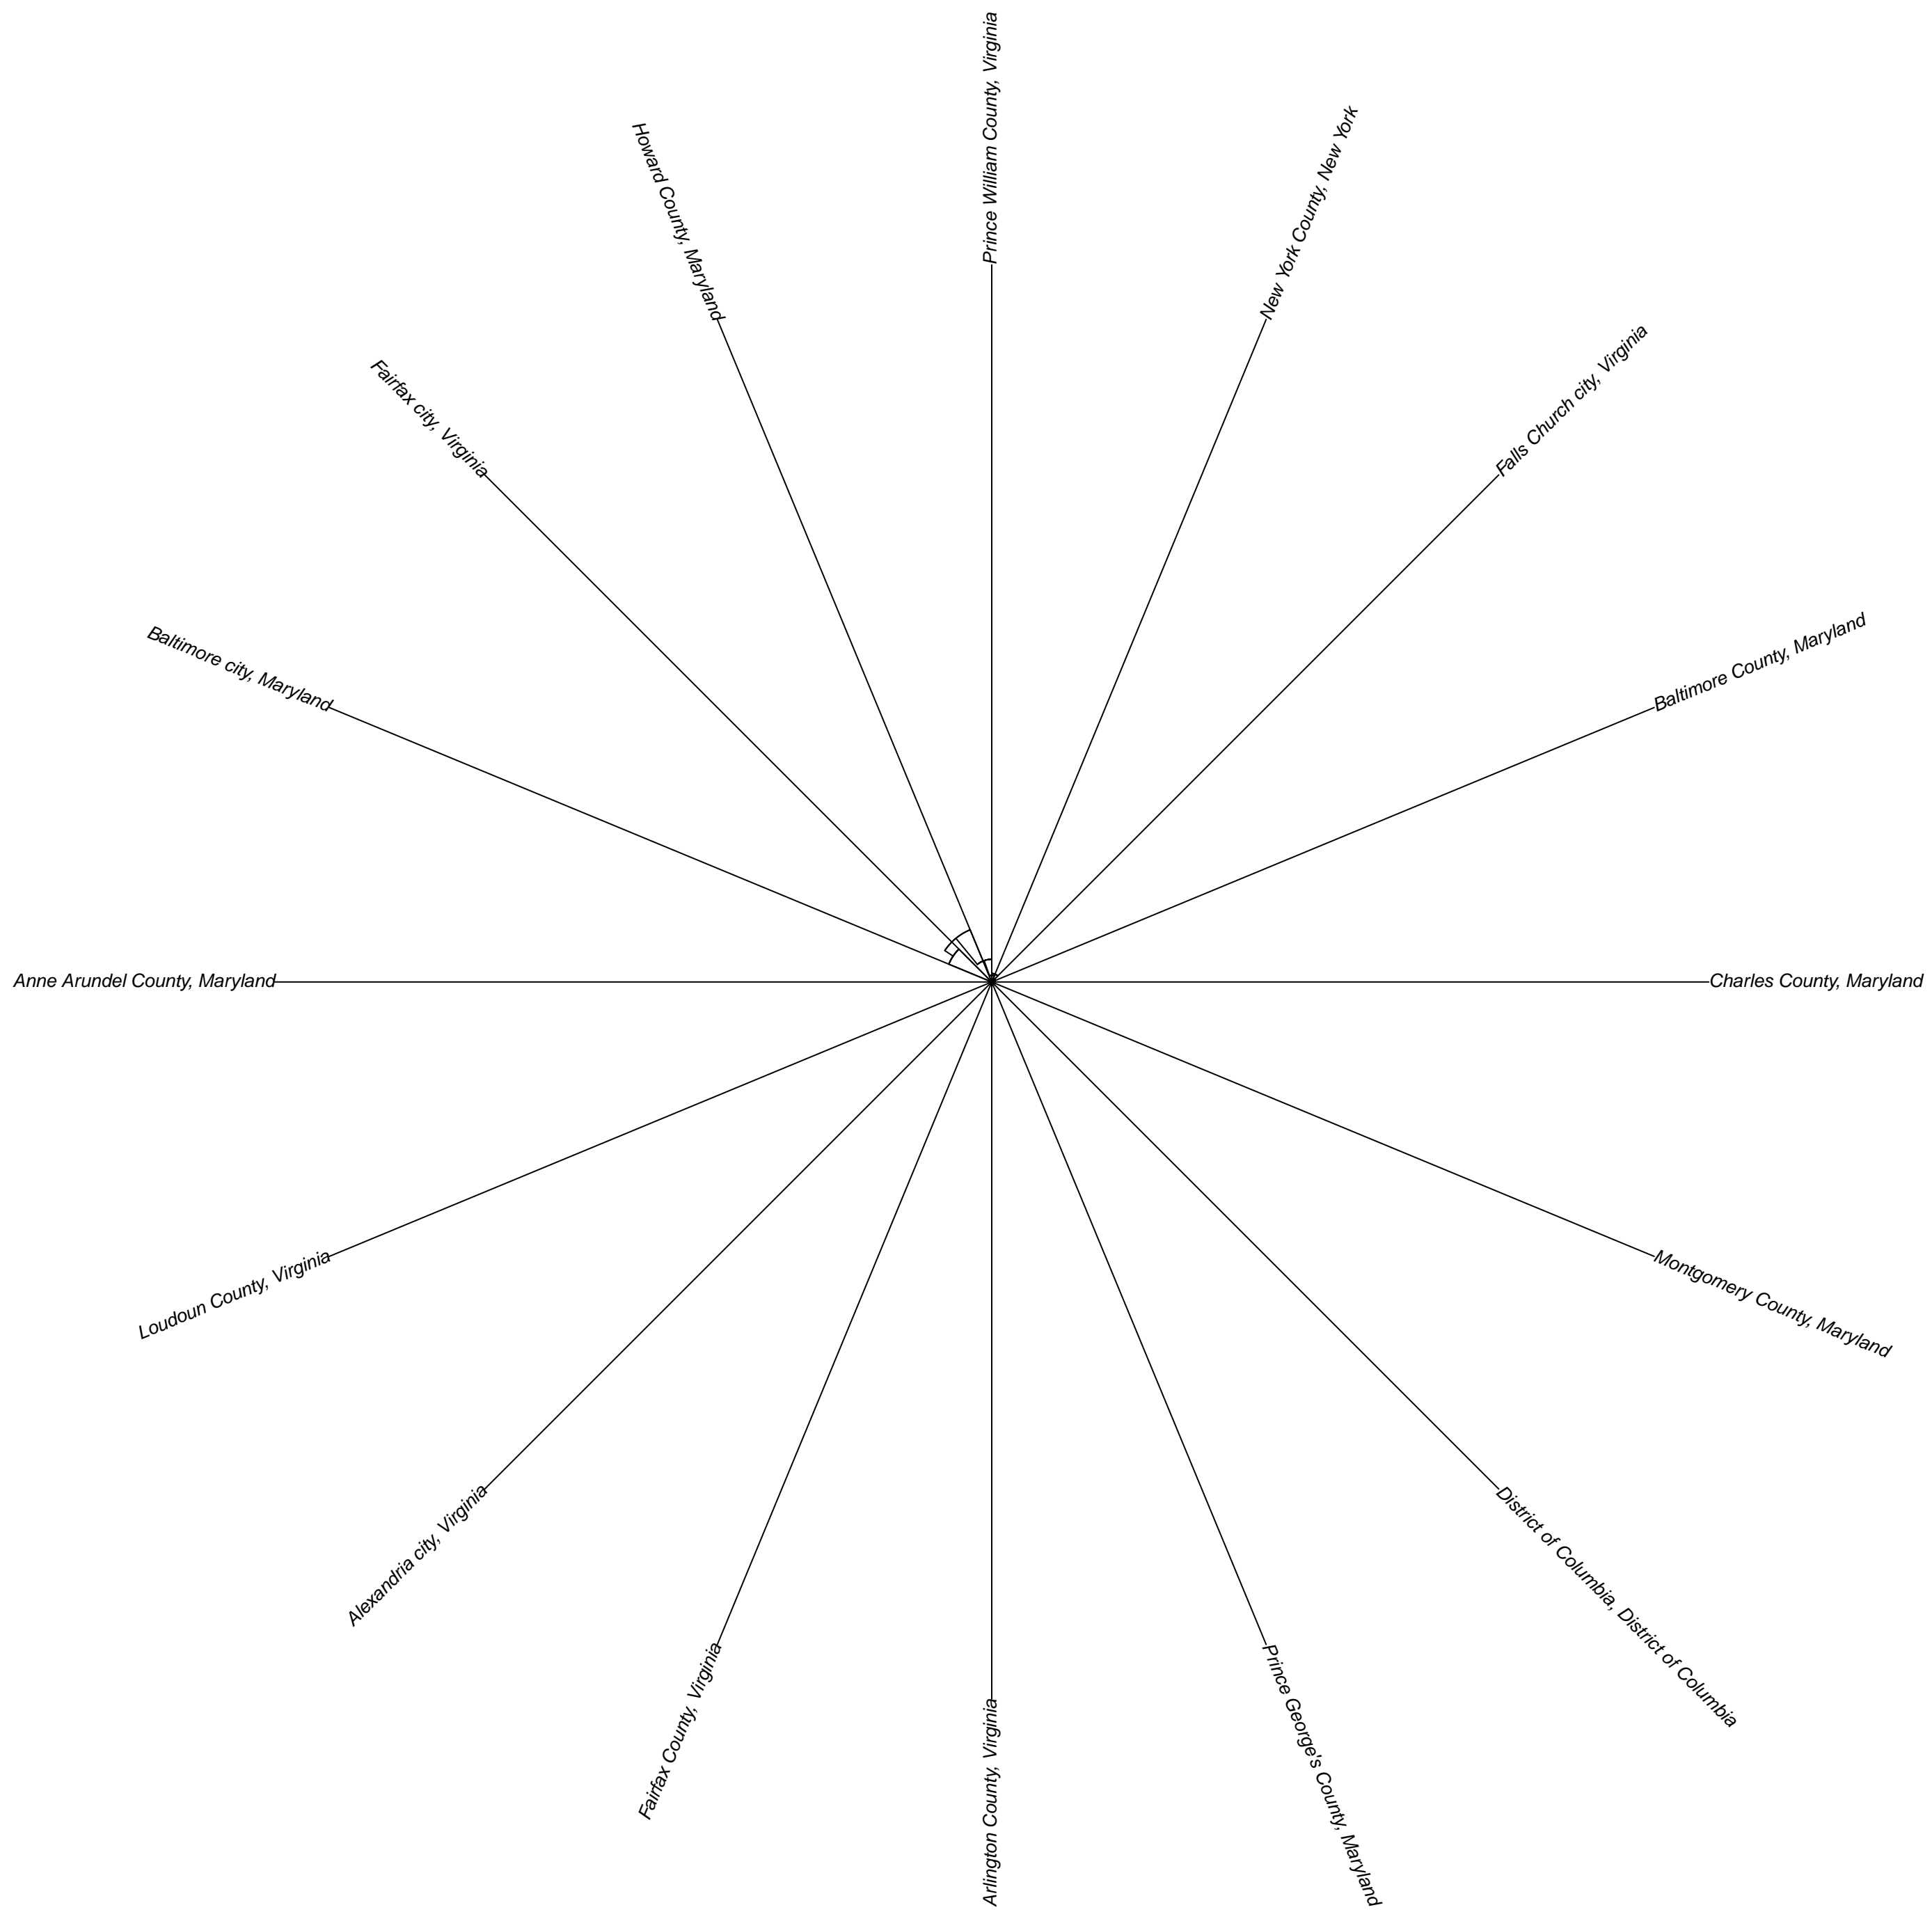 Prince William County, Virginia
New York County, New York
Howard County, Maryland
Falls Church city, Virginia
Fairfax city, Virginia
Baltimore County, Maryland
Baltimore city, Maryland
Anne Arundel County, Maryland
Charles County, Maryland
Loudoun County, Virginia
Montgomery County, Maryland
Alexandria city, Virginia
District of Columbia, District of Columbia
Fairfax County, Virginia
Prince George's County, Maryland
Arlington County, Virginia